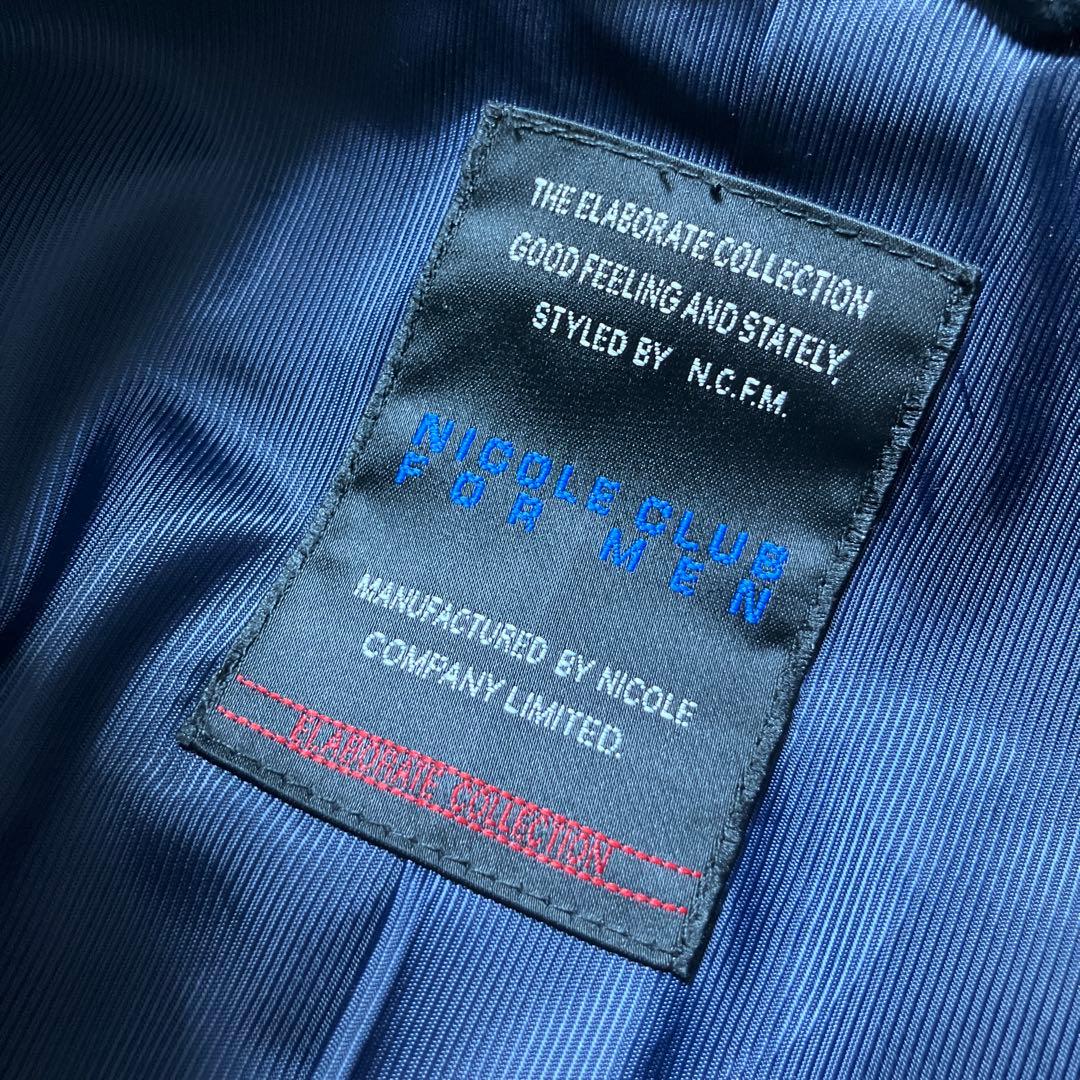 THE ELABORATE COLLECTION
GOOD FEELING AND STATELY,
STYLED BY N.C.F.M.
NICOLE CLUB
FOR MEN
MANUFACTURED BY NICOLE
COMPANY LIMITED.
ELABORATE COLLECTION